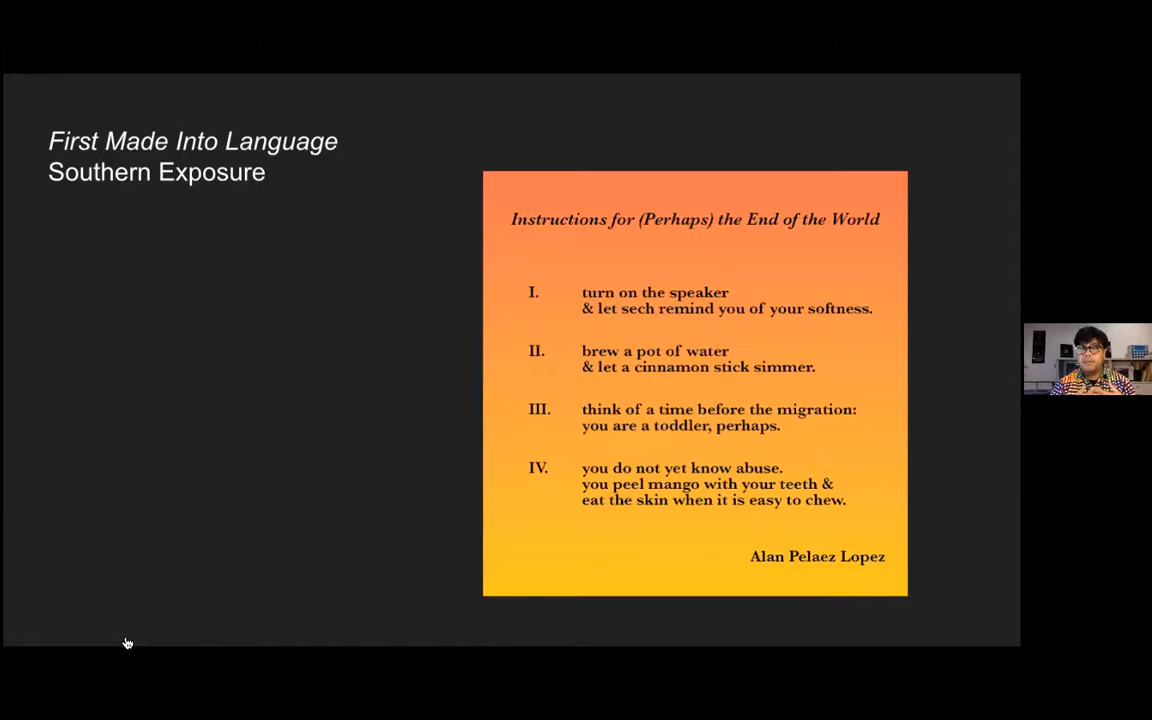 First Made Into Language
Southern Exposure
Instructions for (Perhaps) the End of the World
I. turn on the speaker
& let sech remind you of your softness.
II. brew a pot of water
& let a cinnamon stick simmer.
III. think of a time before the migration:
you are a toddler, perhaps.
IV. you do not yet know abuse.
you peel mango with your teeth &
eat the skin when it is easy to chew.
Alan Pelaez Lopez